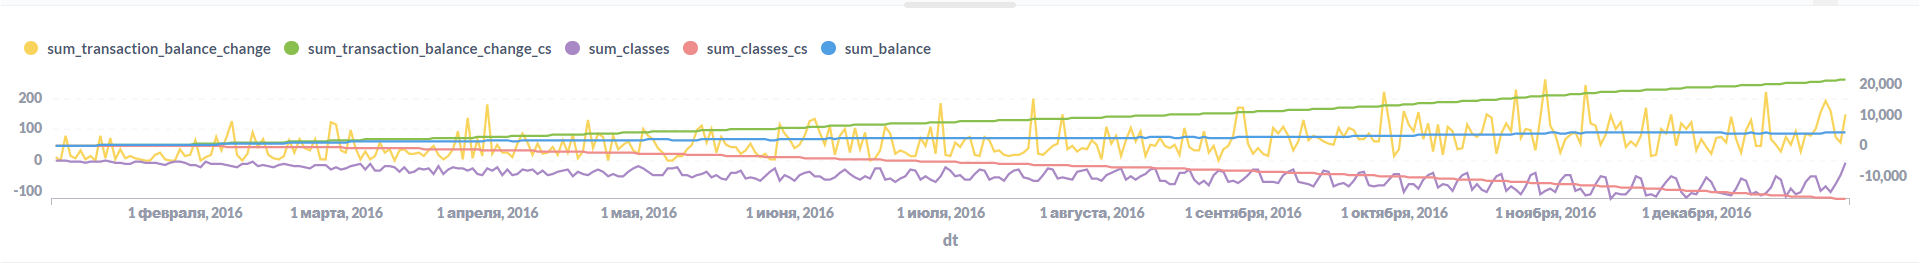 sum_transaction_balance_change sum_transaction_balance_change_cs sum_classes sum_classes_cs sum_balance
200 20,000
100 10,000
0 0
-100 -10,000
1 февраля, 2016 1 марта, 2016 1 апреля, 2016 1 мая, 2016 1 июня, 2016 1 июля, 2016 1 августа, 2016 1 сентября, 2016 1 октября, 2016 1 ноября, 2016 1 декабря, 2016
dt